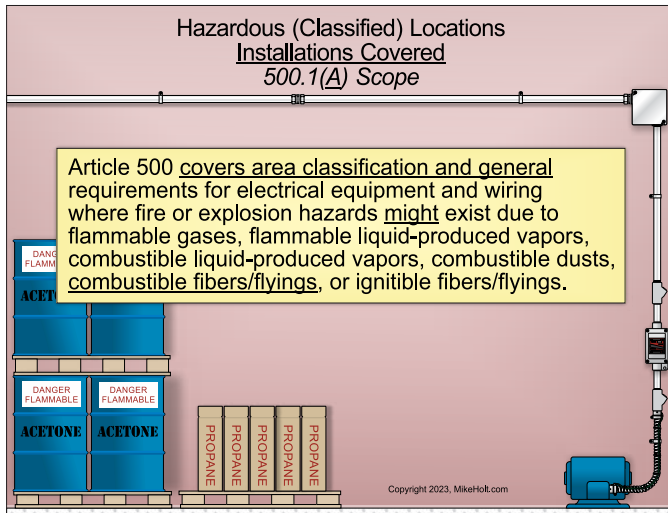 Hazardous (Classified) Locations
Installations Covered
500.1(A) Scope
Article 500 covers area classification and general
requirements for electrical equipment and wiring
where fire or explosion hazards might exist due to
flammable gases, flammable liquid-produced vapors,
combustible liquid-produced vapors, combustible dusts,
combustible fibers/flyings, or ignitible fibers/flyings.
DANGER
FLAMMABLE
DANGER
FLAMMABLE
ACETONE
ACETONE
PROPANE
PROPANE
PROPANE
PROPANE
PROPANE
Copyright 2023, MikeHolt.com